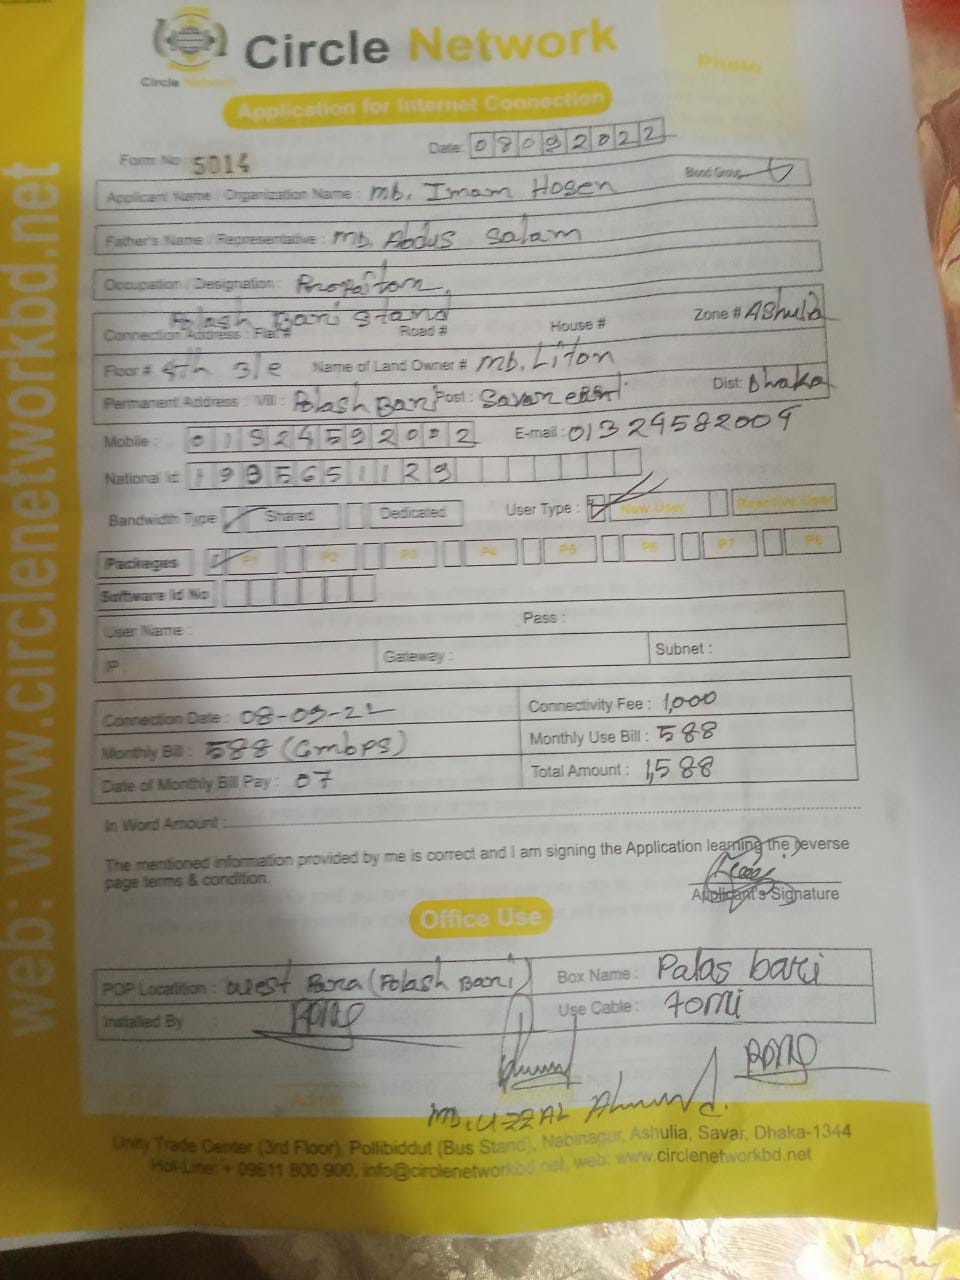 Circle Network
Circle Network
Photo
Application for Internet Connection
Date: 08092022
Form No 5014
Applicant Name / Organization Name : MD. Imam Hosen Blood Group
Father's Name / Representative : MD. Abdus Salam
Occupation / Designation :
Polash Bari Stand
Connection Address : Flat# Road # House # Zone # AShulia
Floor # 5th 3/e Name of Land Owner # MD. Liton
Permanent Address : Vill : Polash Bari Post : Savar Dist: Dhaka
Mobile : 01924592002 E-mail : 01324582009
National Id:
Bandwidth Type Shared Dedicated User Type : New User Reactive User
Packages P1 P2 P3 P4 P5 P6 P7 P8
Software Id No
User Name : Pass :
IP : Gateway : Subnet :
Connection Date : 08-09-22 Connectivity Fee : 1,000
Monthly Bill : 588 (6mbps) Monthly Use Bill : 588
Date of Monthly Bill Pay : 07 Total Amount : 1,588
In Word Amount :
The mentioned information provided by me is correct and I am signing the Application learning the reverse
page terms & condition.
Applicant's Signature
Office Use
POP Location : West Para (Polash Bari) Box Name : Palas bari
Installed By : Use Cable : 70mi
MD. UZZAL Ahmmd.
Unity Trade Center (3rd Floor), Pollibiddut (Bus Stand), Nabinagar, Ashulia, Savar, Dhaka-1344
Hot-Line: + 09611 800 900, info@circlenetworkbd.net, web: www.circlenetworkbd.net
web: www.circlenetworkbd.net